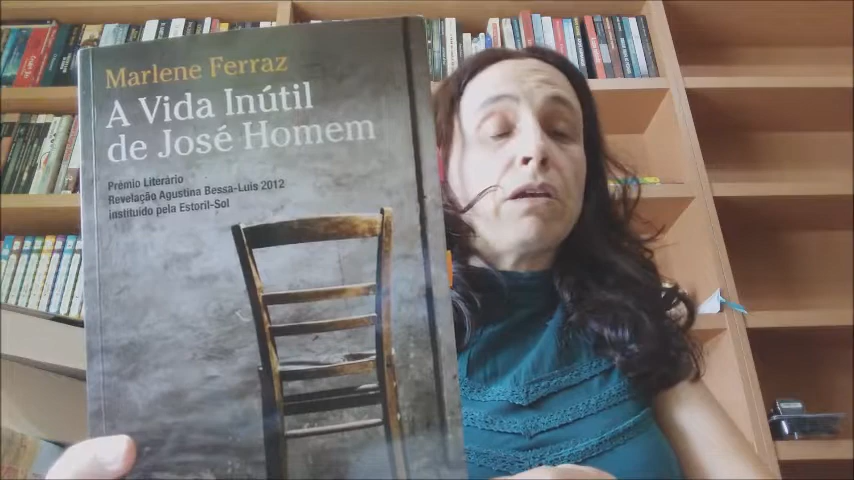 Marlene Ferraz
A Vida Inútil
de José Homem
Prémio Literário
Revelação Agustina Bessa-Luís 2012
instituído pela Estoril-Sol